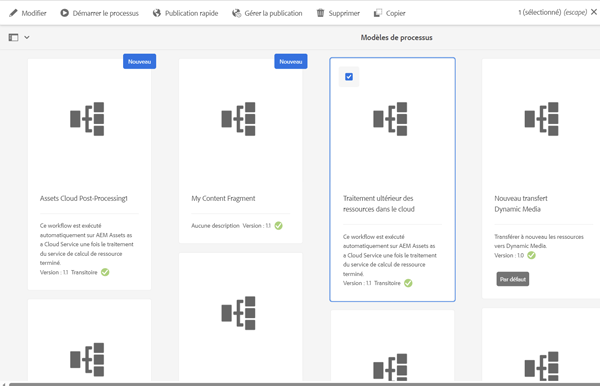 Modifier Démarrer le processus Publication rapide Gérer la publication Supprimer Copier 1 (sélectionné) (escape)
Modèles de processus
Nouveau
Assets Cloud Post-Processing1
Ce workflow est exécuté
automatiquement sur AEM Assets as
a Cloud Service une fois le traitement
du service de calcul de ressource
terminé.
Version : 1.1 Transitoire
Nouveau
My Content Fragment
Aucune description Version : 1.1
Traitement ultérieur des
ressources dans le cloud
Ce workflow est exécuté
automatiquement sur AEM Assets as
a Cloud Service une fois le traitement
du service de calcul de ressource
terminé.
Version : 1.1 Transitoire
Nouveau transfert
Dynamic Media
Transférer à nouveau les ressources
vers Dynamic Media.
Version : 1.0
Par défaut